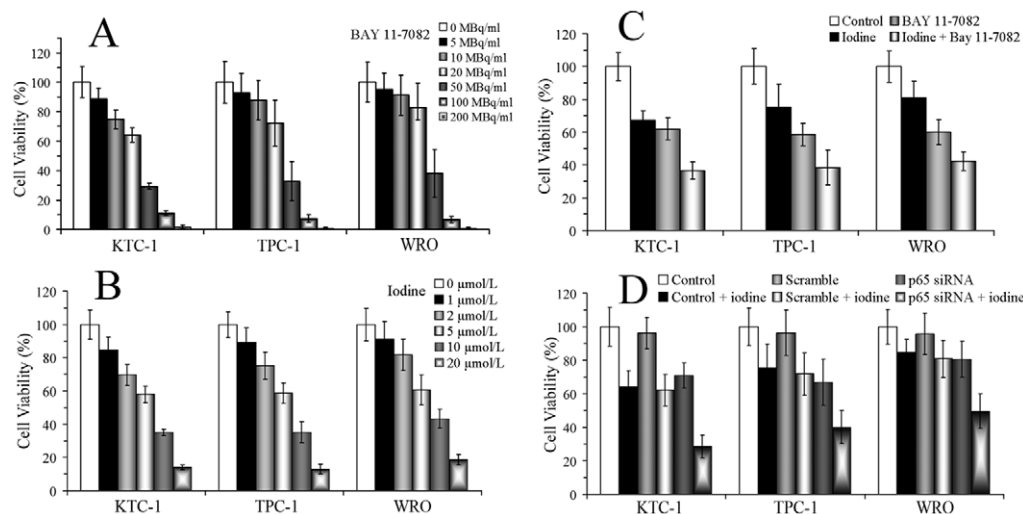 A
BAY 11-7082
0 MBq/ml
5 MBq/ml
10 MBq/ml
20 MBq/ml
50 MBq/ml
100 MBq/ml
200 MBq/ml
Cell Viability (%)
120
100
80
60
40
20
0
KTC-1 TPC-1 WRO
B
Iodine
0 µmol/L
1 µmol/L
2 µmol/L
5 µmol/L
10 µmol/L
20 µmol/L
Cell Viability (%)
120
100
80
60
40
20
0
KTC-1 TPC-1 WRO
C
Control BAY 11-7082
Iodine Iodine + Bay 11-7082
Cell Viability (%)
120
100
80
60
40
20
0
KTC-1 TPC-1 WRO
D
Control Scramble p65 siRNA
Control + iodine Scramble + iodine p65 siRNA + iodine
Cell Viability (%)
120
100
80
60
40
20
0
KTC-1 TPC-1 WRO